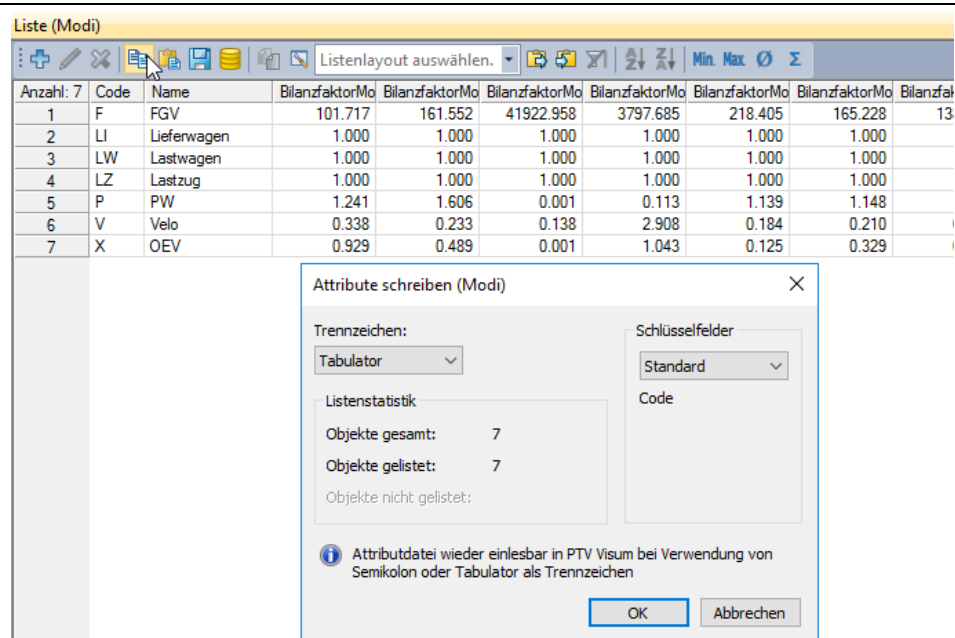 Liste (Modi)
Listenlayout auswählen. Min. Max. Ø Σ
Anzahl: 7 Code Name BilanzfaktorMo BilanzfaktorMo BilanzfaktorMo BilanzfaktorMo BilanzfaktorMo BilanzfaktorMo Bilanzfak
1 F FGV 101.717 161.552 41922.958 3797.685 218.405 165.228 13
2 LI Lieferwagen 1.000 1.000 1.000 1.000 1.000 1.000
3 LW Lastwagen 1.000 1.000 1.000 1.000 1.000 1.000
4 LZ Lastzug 1.000 1.000 1.000 1.000 1.000 1.000
5 P PW 1.241 1.606 0.001 0.113 1.139 1.148
6 V Velo 0.338 0.233 0.138 2.908 0.184 0.210
7 X OEV 0.929 0.489 0.001 1.043 0.125 0.329
Attribute schreiben (Modi)
Trennzeichen:
Tabulator
Schlüsselfelder
Standard
Code
Listenstatistik
Objekte gesamt: 7
Objekte gelistet: 7
Objekte nicht gelistet:
Attributdatei wieder einlesbar in PTV Visum bei Verwendung von
Semikolon oder Tabulator als Trennzeichen
OK Abbrechen